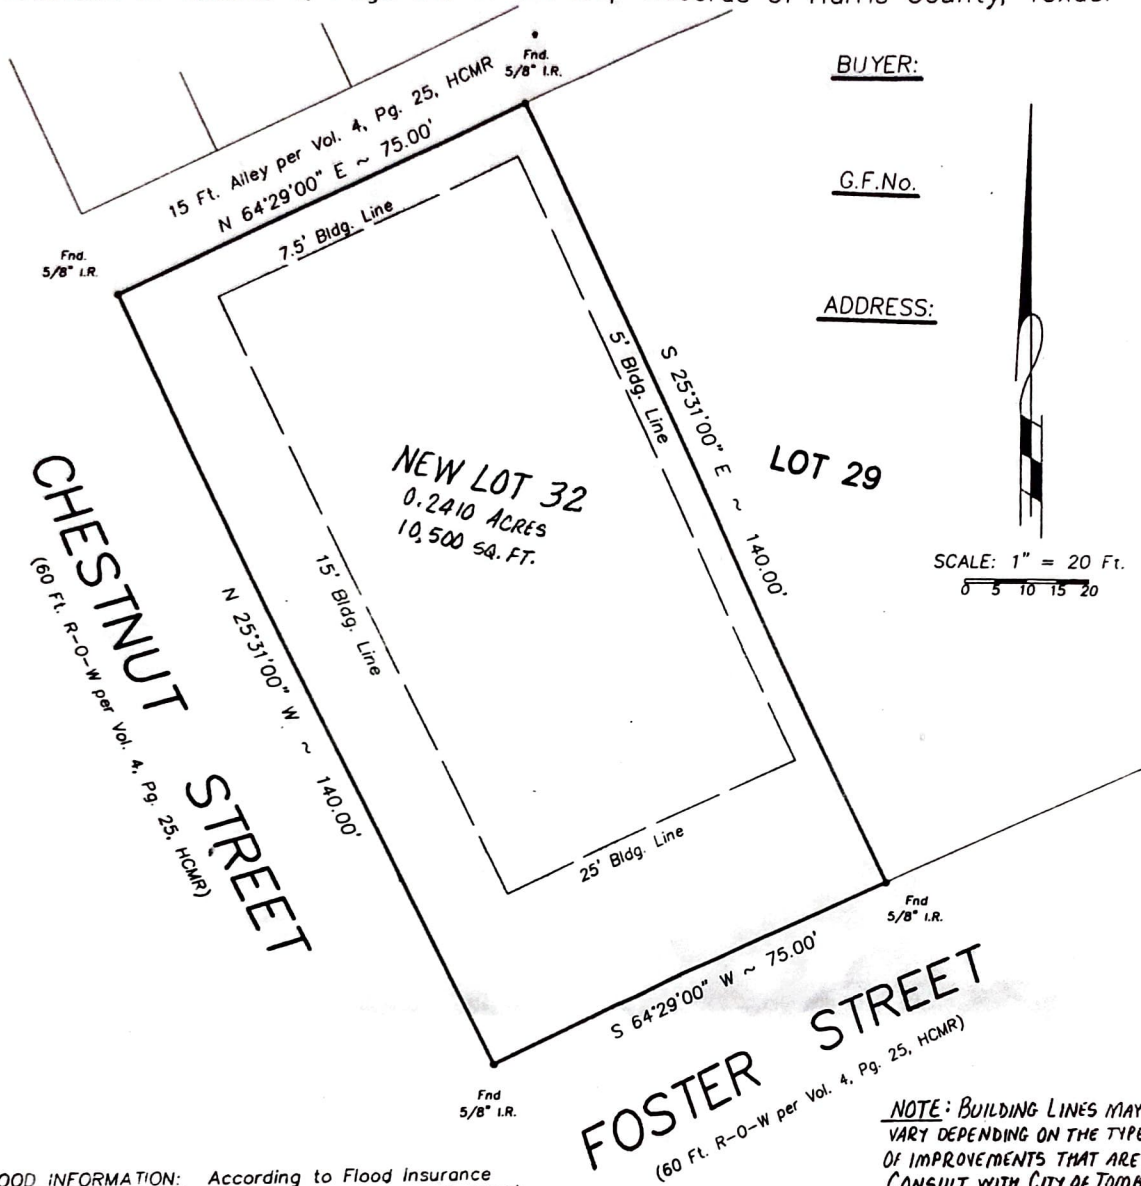 Records of Harris County, Texas.
BUYER:
Fnd.
5/8" I.R.
15 Ft. Alley per Vol. 4, Pg. 25, HCMR
N 64°29'00" E ~ 75.00'
G.F.No.
7.5' Bldg. Line
Fnd.
5/8" I.R.
ADDRESS:
5' Bldg. Line
S 25°31'00" E ~ 140.00'
LOT 29
NEW LOT 32
0.2410 ACRES
10,500 SQ. FT.
SCALE: 1" = 20 Ft.
0 5 10 15 20
CHESTNUT STREET
(60 Ft. R-O-W per Vol. 4, Pg. 25, HCMR)
N 25°31'00" W ~ 140.00'
15' Bldg. Line
25' Bldg. Line
Fnd
5/8" I.R.
S 64°29'00" W ~ 75.00'
Fnd
5/8" I.R.
FOSTER STREET
(60 Ft. R-O-W per Vol. 4, Pg. 25, HCMR)
NOTE: BUILDING LINES MAY
VARY DEPENDING ON THE TYPE
OF IMPROVEMENTS THAT ARE
CONSULT WITH CITY OF
OOD INFORMATION: According to Flood Insurance